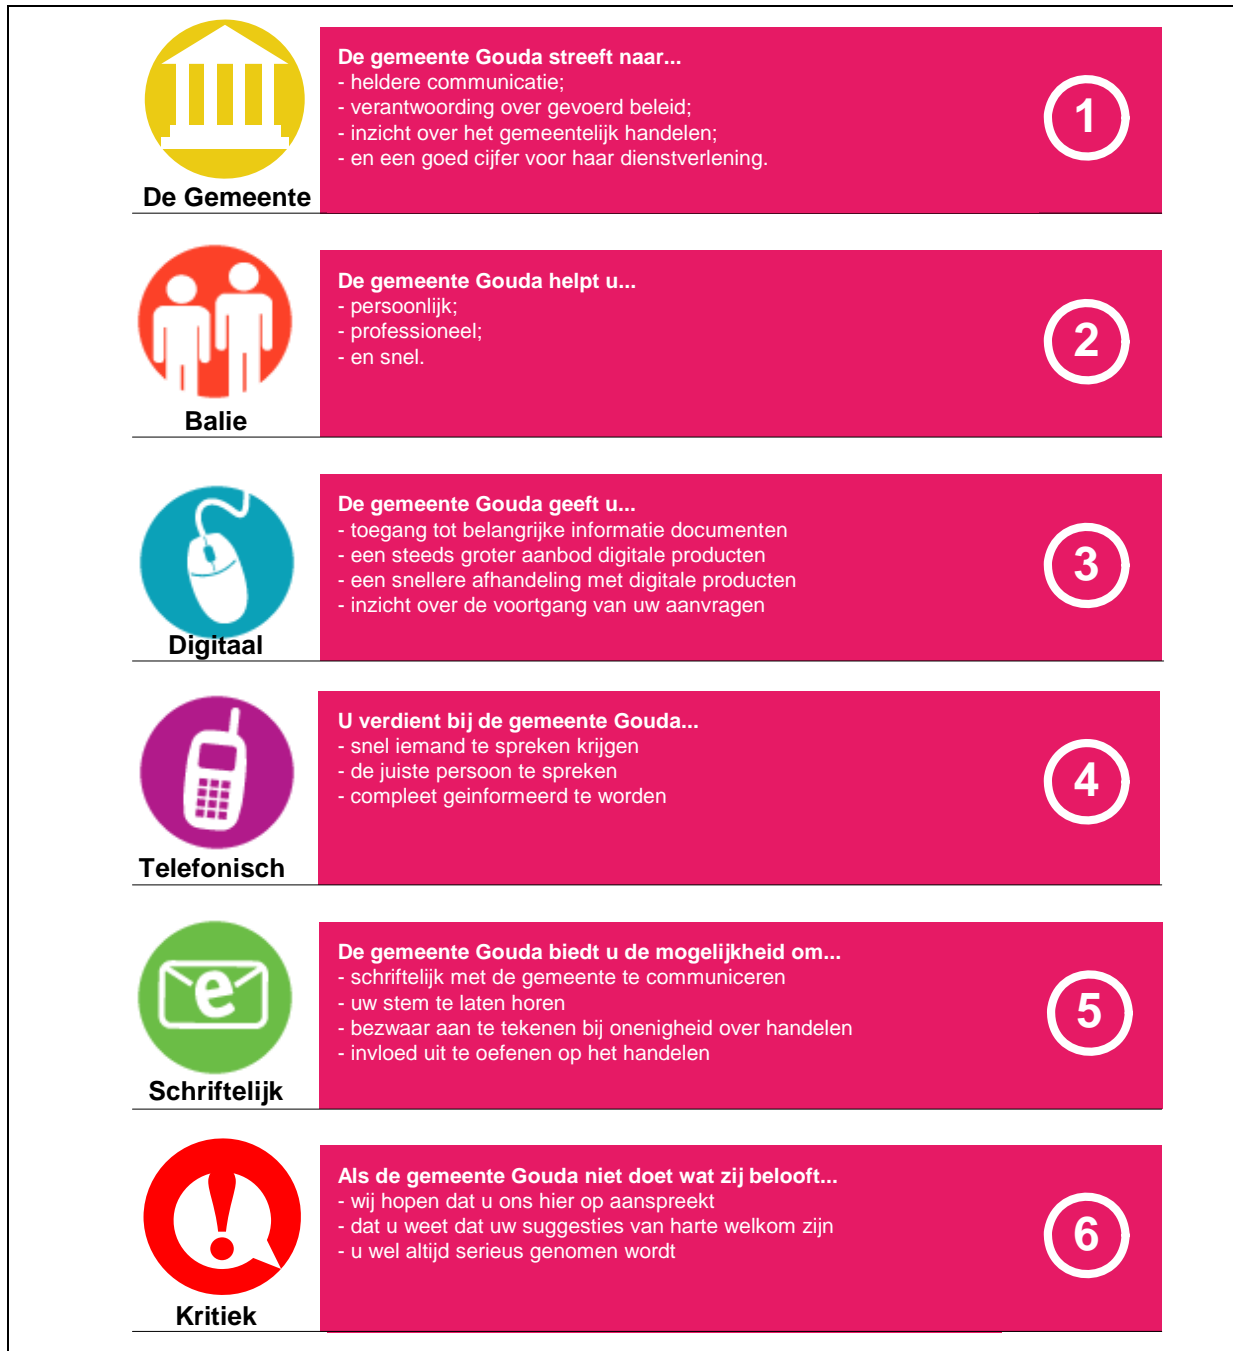 De gemeente Gouda streeft naar...
- heldere communicatie;
- verantwoording over gevoerd beleid;
- inzicht over het gemeentelijk handelen;
- en een goed cijfer voor haar dienstverlening.
1
De Gemeente
De gemeente Gouda helpt u...
- persoonlijk;
- professioneel;
- en snel.
2
Balie
De gemeente Gouda geeft u...
- toegang tot belangrijke informatie documenten
- een steeds groter aanbod digitale producten
- een snellere afhandeling met digitale producten
- inzicht over de voortgang van uw aanvragen
3
Digitaal
U verdient bij de gemeente Gouda...
- snel iemand te spreken krijgen
- de juiste persoon te spreken
- compleet geinformeerd te worden
4
Telefonisch
De gemeente Gouda biedt u de mogelijkheid om...
- schriftelijk met de gemeente te communiceren
- uw stem te laten horen
- bezwaar aan te tekenen bij onenigheid over handelen
- invloed uit te oefenen op het handelen
e
5
Schriftelijk
Als de gemeente Gouda niet doet wat zij belooft...
- wij hopen dat u ons hier op aanspreekt
- dat u weet dat uw suggesties van harte welkom zijn
- u wel altijd serieus genomen wordt
!
6
Kritiek